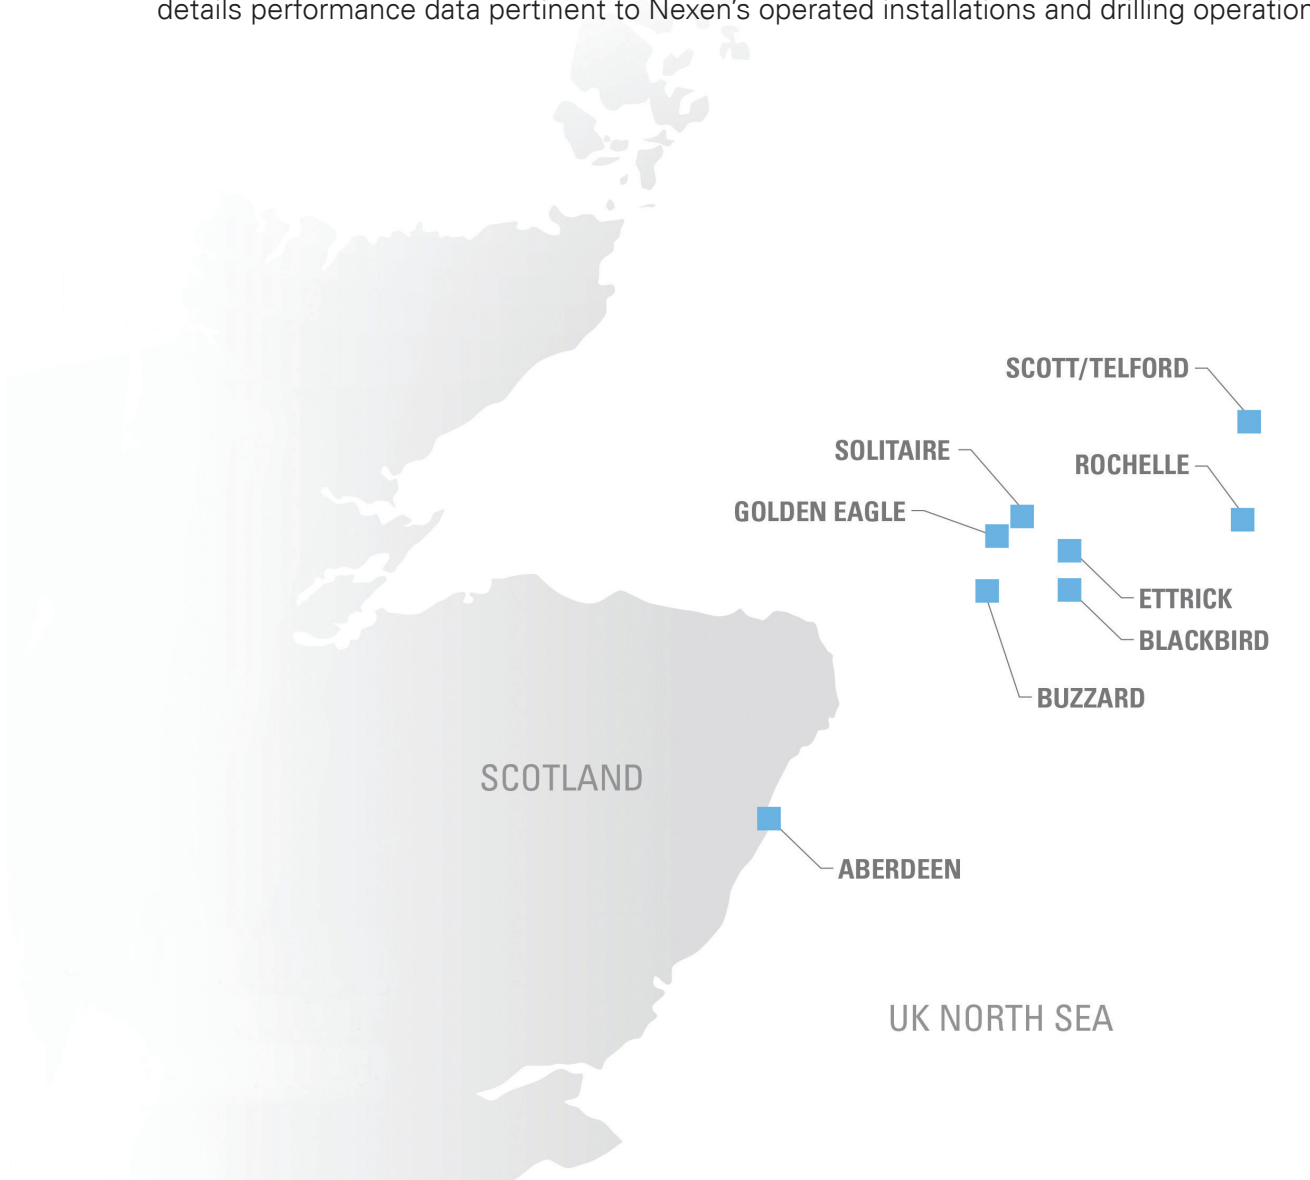 details performance data pertinent to Nexen's operated installations and drilling operation
SCOTT/TELFORD
SOLITAIRE
ROCHELLE
GOLDEN EAGLE
ETTRICK
BLACKBIRD
BUZZARD
SCOTLAND
ABERDEEN
UK NORTH SEA